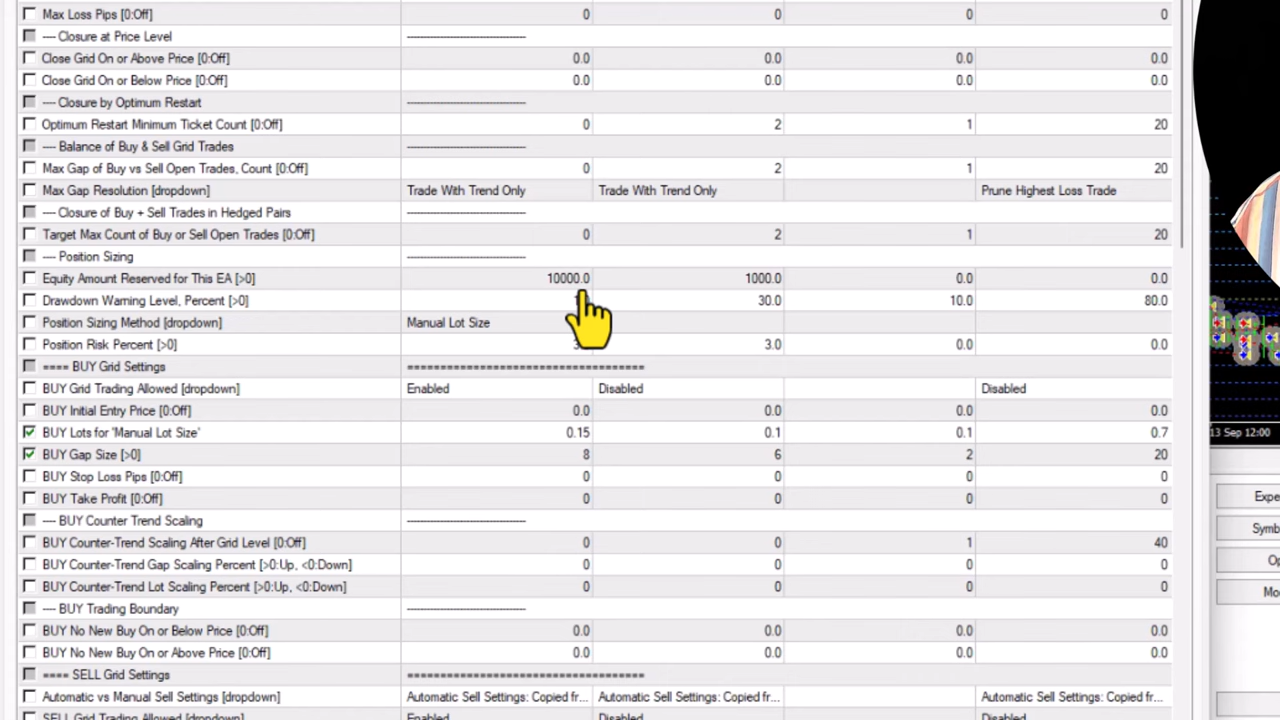 Max Loss Pips [0:Off] 0 0 0 0
---- Closure at Price Level ------------------------------
Close Grid On or Above Price [0:Off] 0.0 0.0 0.0 0.0
Close Grid On or Below Price [0:Off] 0.0 0.0 0.0 0.0
---- Closure by Optimum Restart ------------------------------
Optimum Restart Minimum Ticket Count [0:Off] 0 2 1 20
---- Balance of Buy & Sell Grid Trades ------------------------------
Max Gap of Buy vs Sell Open Trades, Count [0:Off] 0 2 1 20
Max Gap Resolution [dropdown] Trade With Trend Only Trade With Trend Only Prune Highest Loss Trade
---- Closure of Buy + Sell Trades in Hedged Pairs ------------------------------
Target Max Count of Buy or Sell Open Trades [0:Off] 0 2 1 20
---- Position Sizing ------------------------------
Equity Amount Reserved for This EA [>0] 10000.0 1000.0 0.0 0.0
Drawdown Warning Level, Percent [>0] 30.0 10.0 80.0
Position Sizing Method [dropdown] Manual Lot Size
Position Risk Percent [>0] 3.0 0.0 0.0
==== BUY Grid Settings ==================================
BUY Grid Trading Allowed [dropdown] Enabled Disabled Disabled
BUY Initial Entry Price [0:Off] 0.0 0.0 0.0 0.0
BUY Lots for 'Manual Lot Size' 0.15 0.1 0.1 0.7
BUY Gap Size [>0] 8 6 2 20
BUY Stop Loss Pips [0:Off] 0 0 0 0
BUY Take Profit [0:Off] 0 0 0 0
---- BUY Counter Trend Scaling ------------------------------
BUY Counter-Trend Scaling After Grid Level [0:Off] 0 0 1 40
BUY Counter-Trend Gap Scaling Percent [>0:Up, <0:Down] 0 0 0 0
BUY Counter-Trend Lot Scaling Percent [>0:Up, <0:Down] 0 0 0 0
---- BUY Trading Boundary ------------------------------
BUY No New Buy On or Below Price [0:Off] 0.0 0.0 0.0 0.0
BUY No New Buy On or Above Price [0:Off] 0.0 0.0 0.0 0.0
==== SELL Grid Settings ==================================
Automatic vs Manual Sell Settings [dropdown] Automatic Sell Settings: Copied fr... Automatic Sell Settings: Copied fr... Automatic Sell Settings: Copied fr...
SELL Grid Trading Allowed [dropdown] Enabled Disabled Disabled
13 Sep 12:00
Expe
Symb
Op
Mo